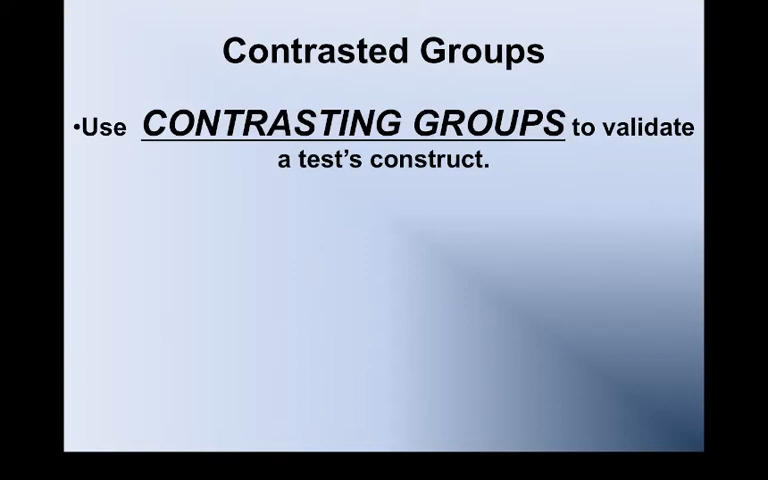 Contrasted Groups
•Use CONTRASTING GROUPS to validate
a test’s construct.